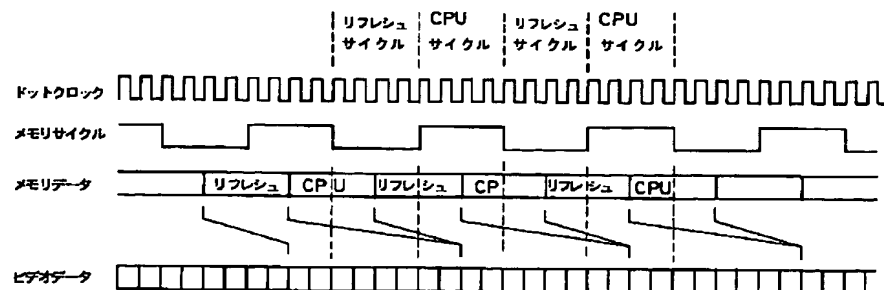 リフレシュ CPU リフレシュ CPU
サイクル サイクル サイクル サイクル
ドットクロック
メモリサイクル
メモリデータ リフレシュ CPU リフレシュ CP リフレシュ CPU
ビデオデータ